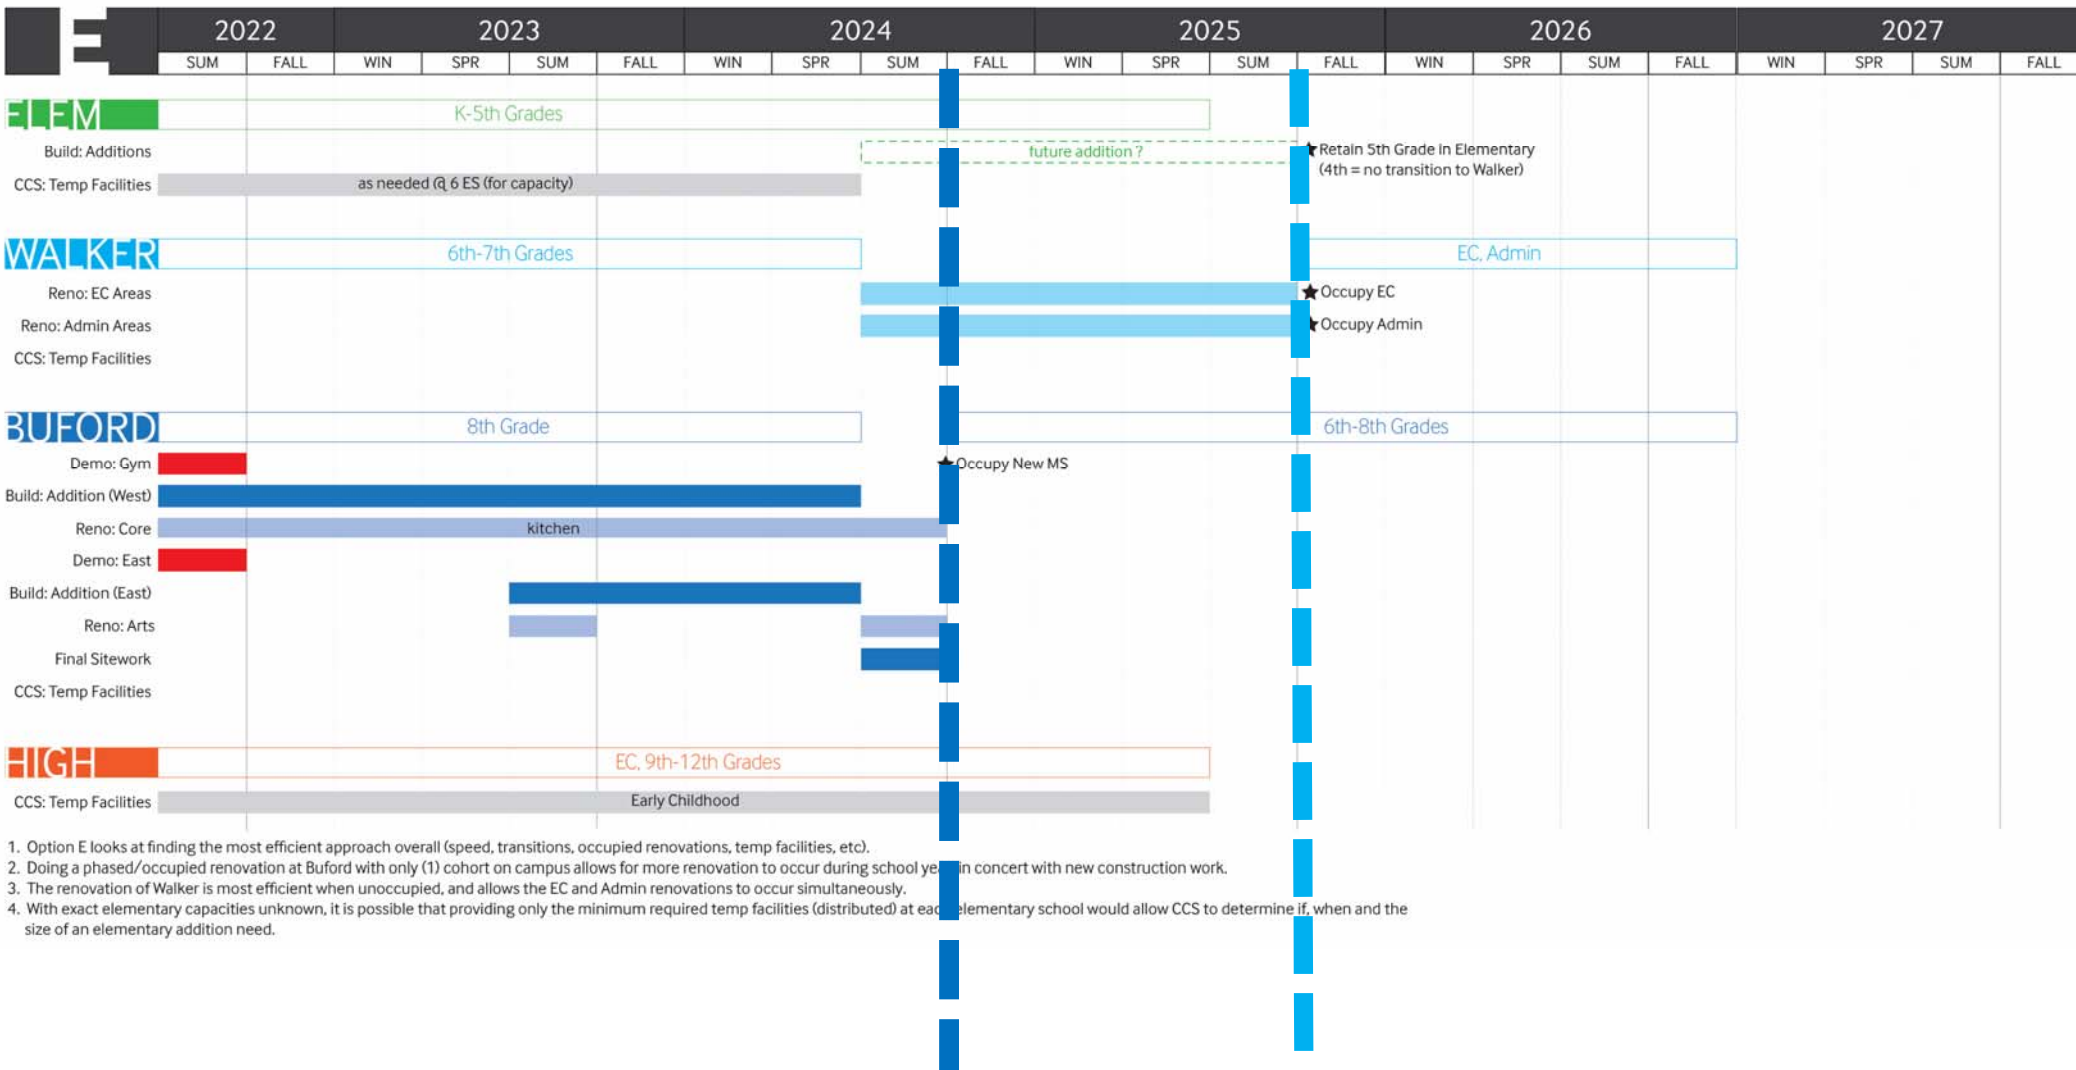 E
2022 2023 2024 2025 2026 2027
SUM FALL WIN SPR SUM FALL WIN SPR SUM FALL WIN SPR SUM FALL WIN SPR SUM FALL WIN SPR SUM FALL
ELEM K-5th Grades
Build: Additions future addition ? Retain 5th Grade in Elementary
(4th = no transition to Walker)
CCS: Temp Facilities as needed @ 6 ES (for capacity)
WALKER 6th-7th Grades EC, Admin
Reno: EC Areas Occupy EC
Reno: Admin Areas Occupy Admin
CCS: Temp Facilities
BUFORD 8th Grade 6th-8th Grades
Demo: Gym Occupy New MS
Build: Addition (West)
Reno: Core kitchen
Demo: East
Build: Addition (East)
Reno: Arts
Final Sitework
CCS: Temp Facilities
HIGH EC, 9th-12th Grades
CCS: Temp Facilities Early Childhood
1. Option E looks at finding the most efficient approach overall (speed, transitions, occupied renovations, temp facilities, etc).
2. Doing a phased/occupied renovation at Buford with only (1) cohort on campus allows for more renovation to occur during school in concert with new construction work.
3. The renovation of Walker is most efficient when unoccupied, and allows the EC and Admin renovations to occur simultaneously.
4. With exact elementary capacities unknown, it is possible that providing only the minimum required temp facilities (distributed) at elementary school would allow CCS to determine if, when and the
size of an elementary addition need.